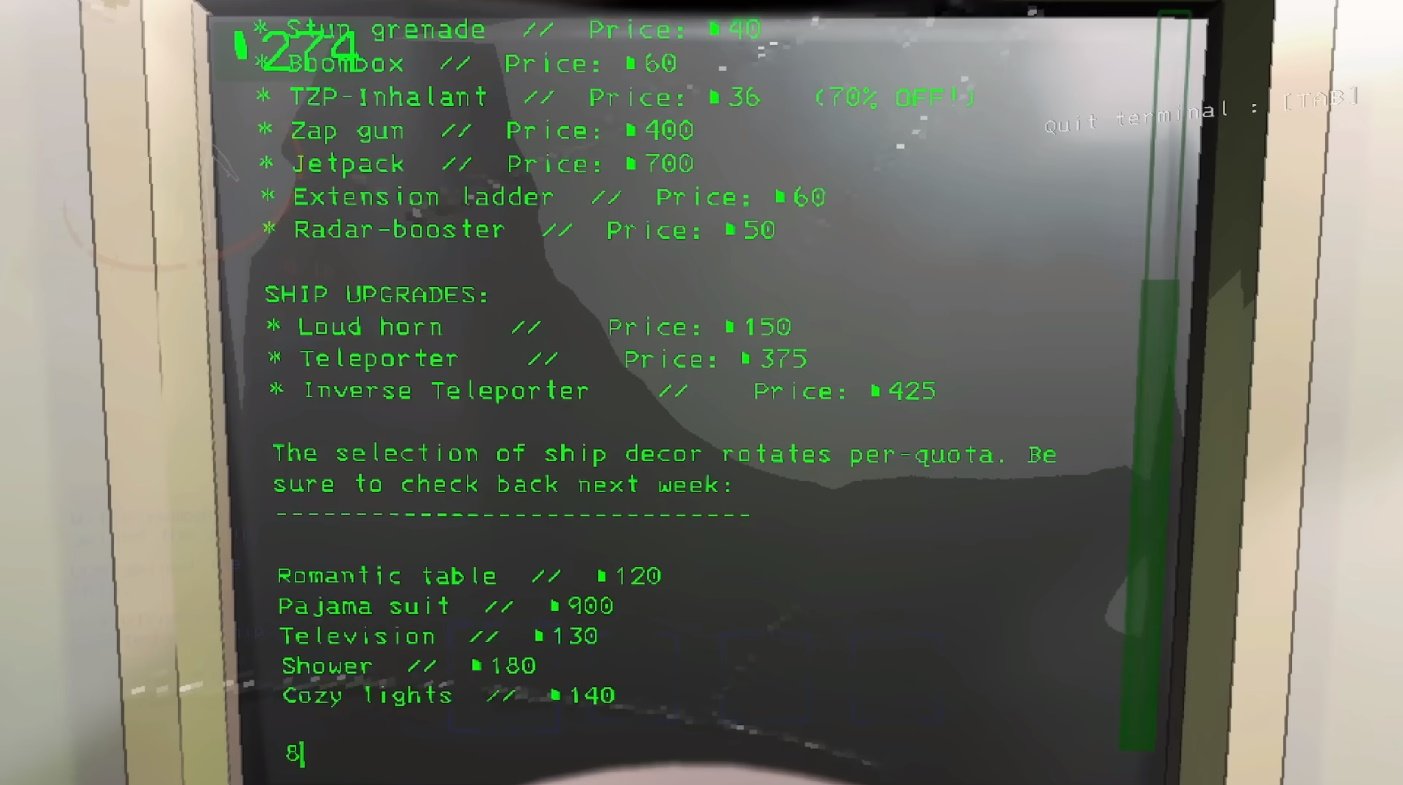 * Stun grenade // Price: ▮40
▮274
* Boombox // Price: ▮60
* TZP-Inhalant // Price: ▮36 (70% OFF!)
Quit terminal : [TAB]
* Zap gun // Price: ▮400
* Jetpack // Price: ▮700
* Extension ladder // Price: ▮60
* Radar-booster // Price: ▮50
SHIP UPGRADES:
* Loud horn // Price: ▮150
* Teleporter // Price: ▮375
* Inverse Teleporter // Price: ▮425
The selection of ship decor rotates per-quota. Be
sure to check back next week:
------------------------------
Romantic table // ▮120
Pajama suit // ▮900
Television // ▮130
Shower // ▮180
Cozy lights // ▮140
8